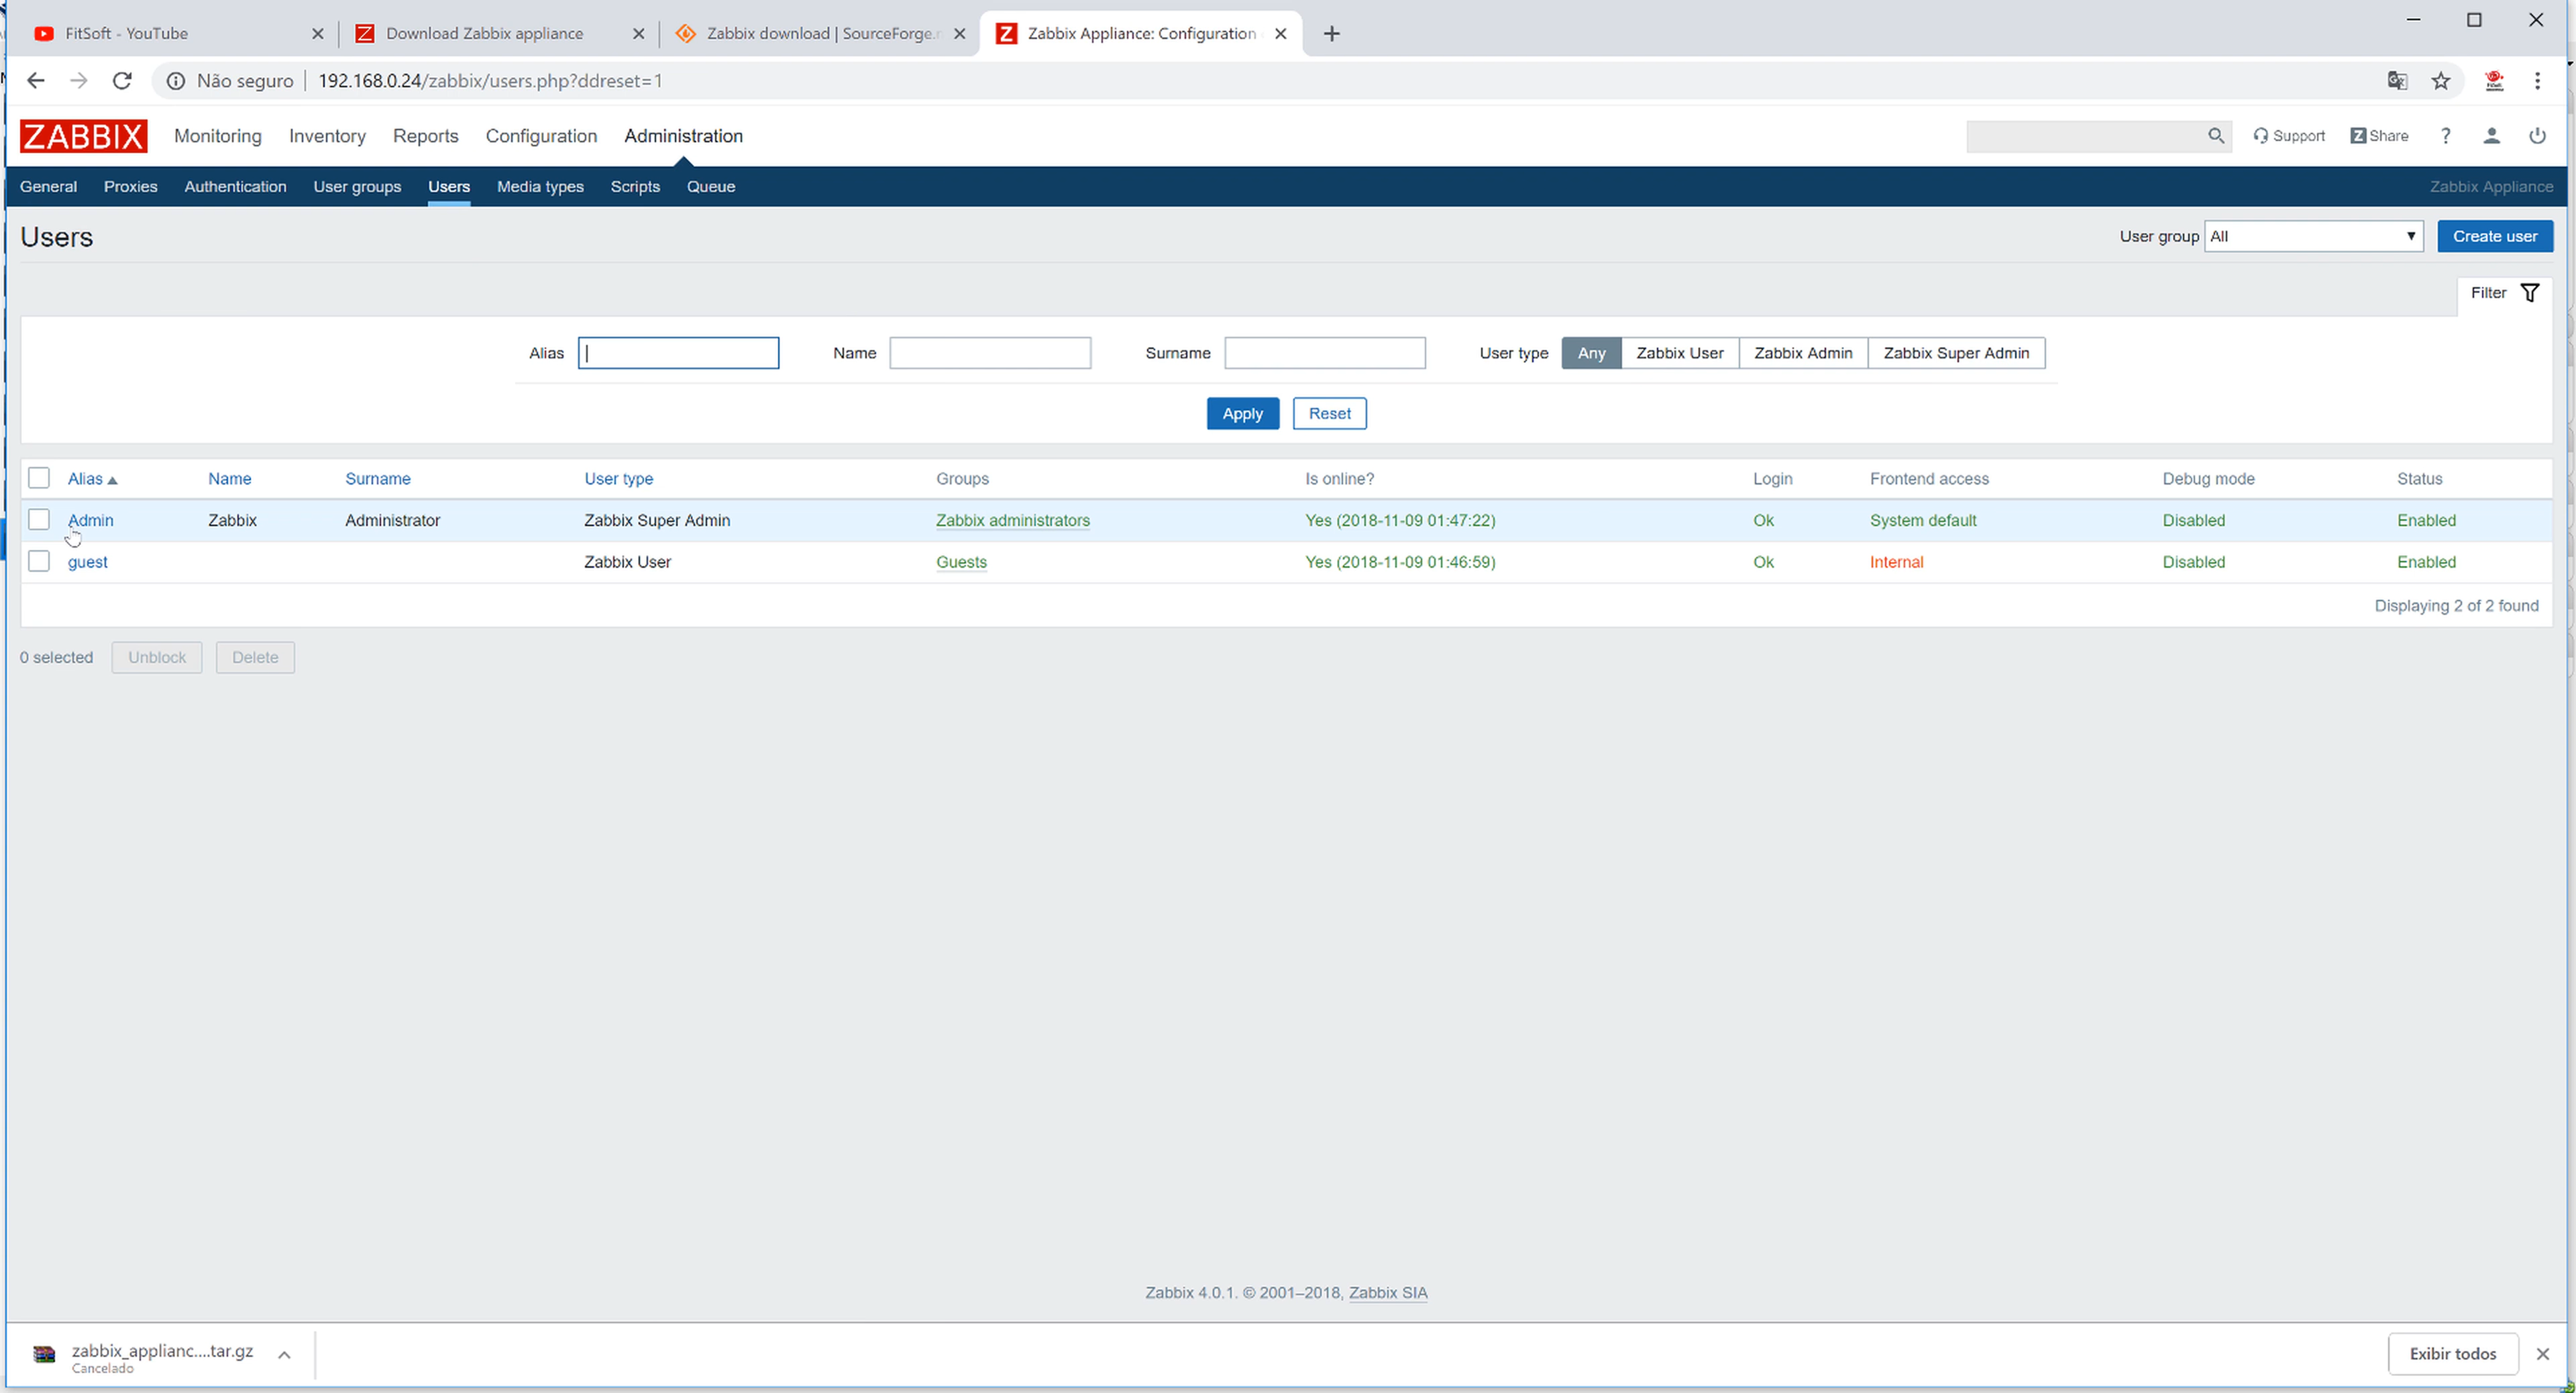 FitSoft - YouTube
Download Zabbix appliance
Zabbix download | SourceForge.n
Zabbix Appliance: Configuration
Não seguro | 192.168.0.24/zabbix/users.php?ddreset=1
ZABBIX Monitoring Inventory Reports Configuration Administration Support Z Share ?
General Proxies Authentication User groups Users Media types Scripts Queue Zabbix Appliance
Users User group All Create user
Filter
Alias Name Surname User type Any Zabbix User Zabbix Admin Zabbix Super Admin
Apply Reset
Alias Name Surname User type Groups Is online? Login Frontend access Debug mode Status
Admin Zabbix Administrator Zabbix Super Admin Zabbix administrators Yes (2018-11-09 01:47:22) Ok System default Disabled Enabled
guest Zabbix User Guests Yes (2018-11-09 01:46:59) Ok Internal Disabled Enabled
Displaying 2 of 2 found
0 selected Unblock Delete
Zabbix 4.0.1. © 2001–2018, Zabbix SIA
zabbix_applianc....tar.gz
Cancelado
Exibir todos